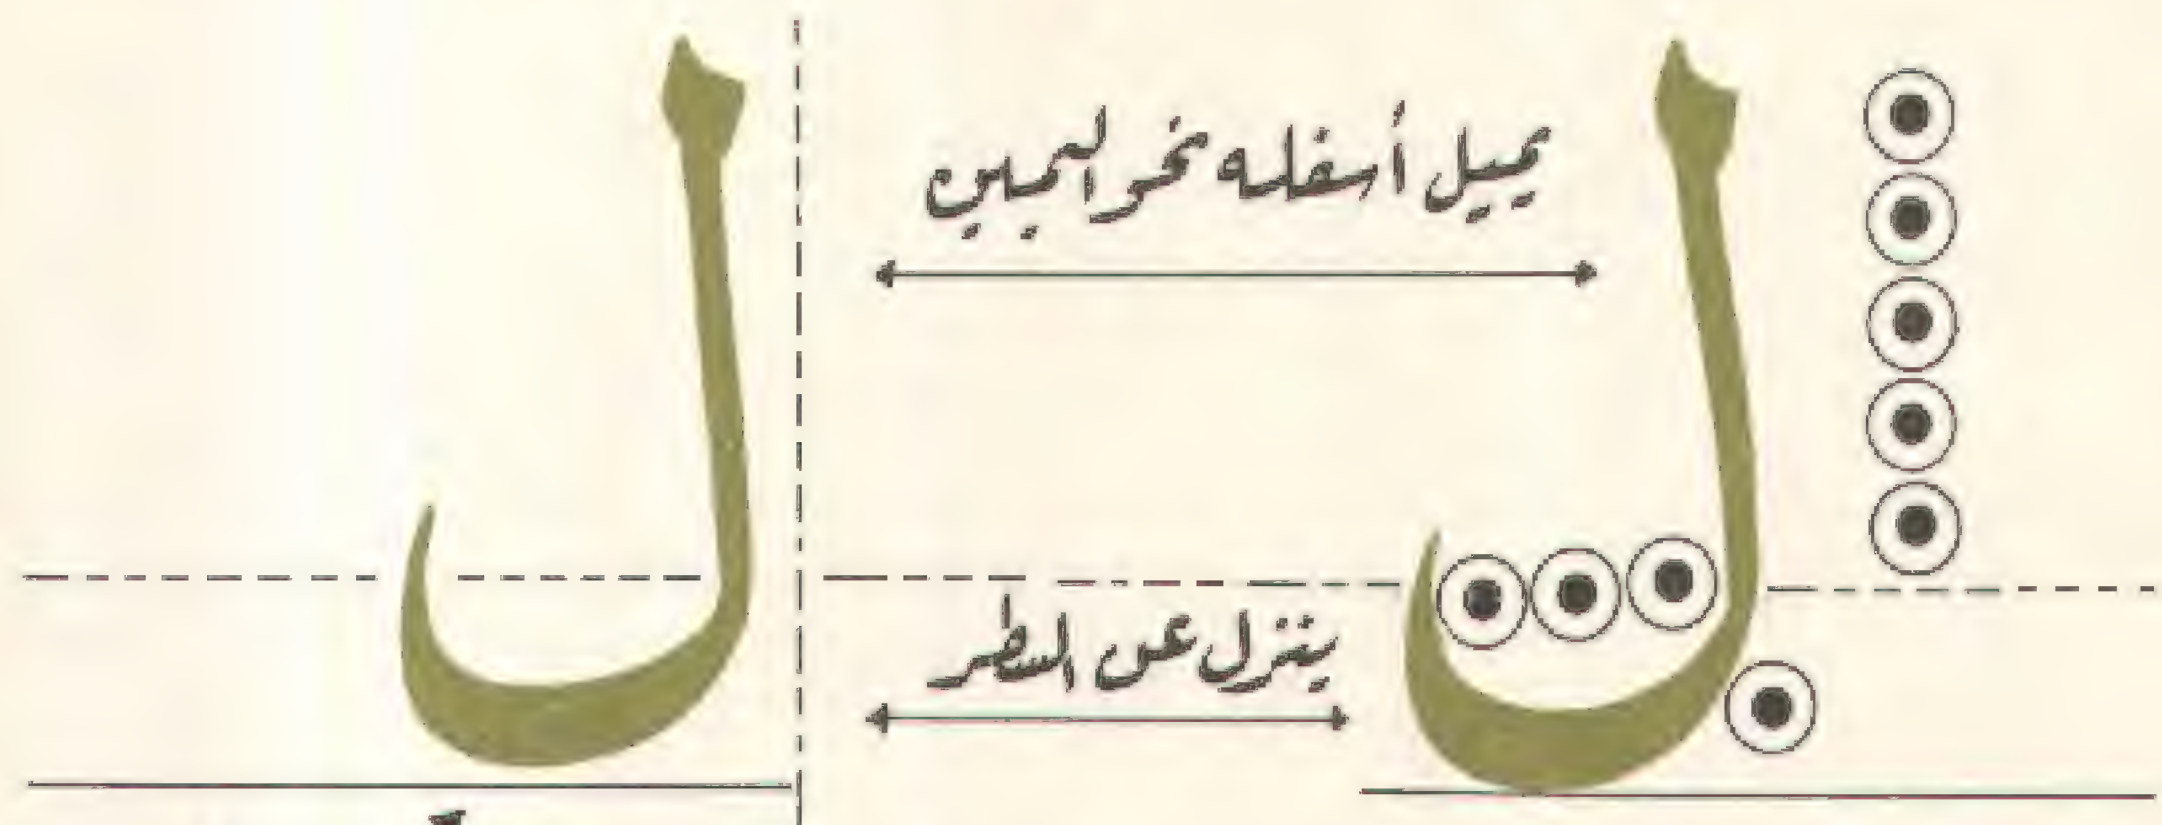 ل
يميل أسفله نحو اليمين
ل
ينزل عن السطر